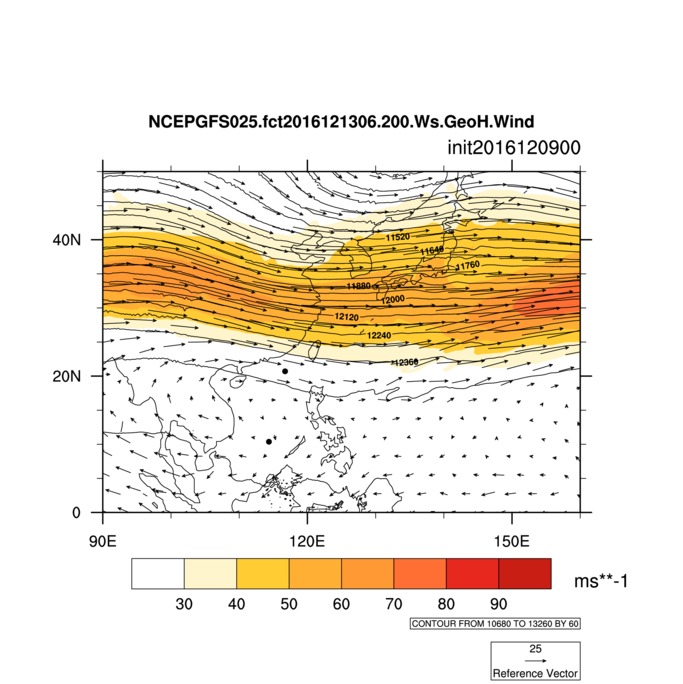 NCEPGFS025.fct2016121306.200.Ws.GeoH.Wind
init2016120900
40N
20N
0
11520
11640
11760
11880
12000
12120
12240
12360
90E 120E 150E
30 40 50 60 70 80 90
ms**-1
CONTOUR FROM 10680 TO 13260 BY 60
25
Reference Vector